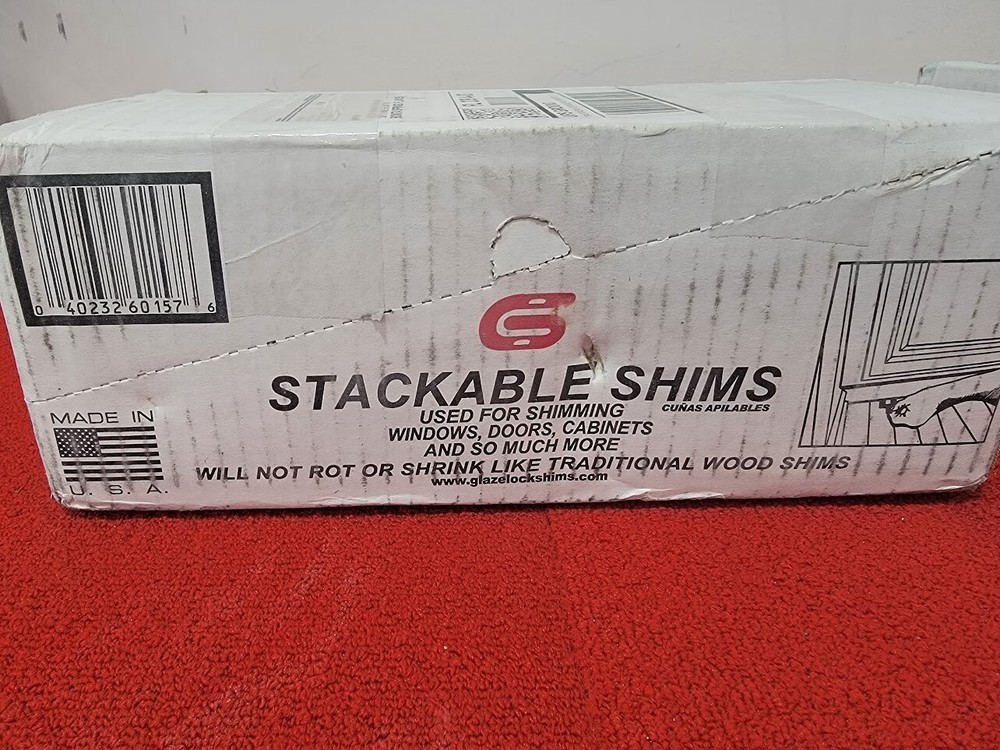 0 40232 60157 6
STACKABLE SHIMS
CUÑAS APILABLES
USED FOR SHIMMING
WINDOWS, DOORS, CABINETS
AND SO MUCH MORE
WILL NOT ROT OR SHRINK LIKE TRADITIONAL WOOD SHIMS
www.glazelockshims.com
MADE IN
U. S. A.